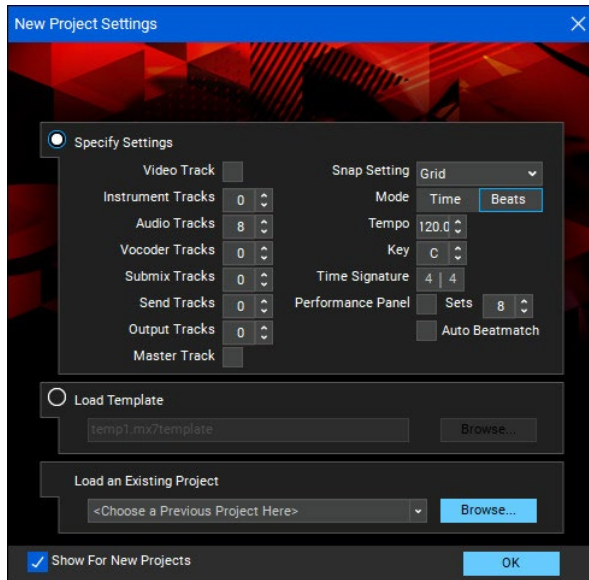 New Project Settings
Specify Settings
Video Track
Instrument Tracks 0
Audio Tracks 8
Vocoder Tracks 0
Submix Tracks 0
Send Tracks 0
Output Tracks 0
Master Track
Snap Setting Grid
Mode Time Beats
Tempo 120.0
Key C
Time Signature 4 | 4
Performance Panel Sets 8
Auto Beatmatch
Load Template
temp1.mx7template Browse...
Load an Existing Project
<Choose a Previous Project Here> Browse...
Show For New Projects OK